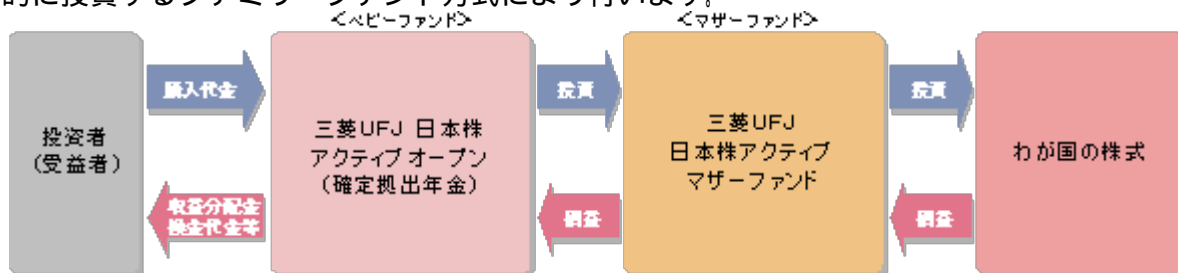 的に投資するファミリーファンド方式により行います。
<ベビーファンド>
<マザーファンド>
投資者
(受益者)
購入代金
収益分配金
換金代金等
三菱UFJ 日本株
アクティブオープン
(確定拠出年金)
投資
損益
三菱UFJ
日本株アクティブ
マザーファンド
投資
損益
わが国の株式